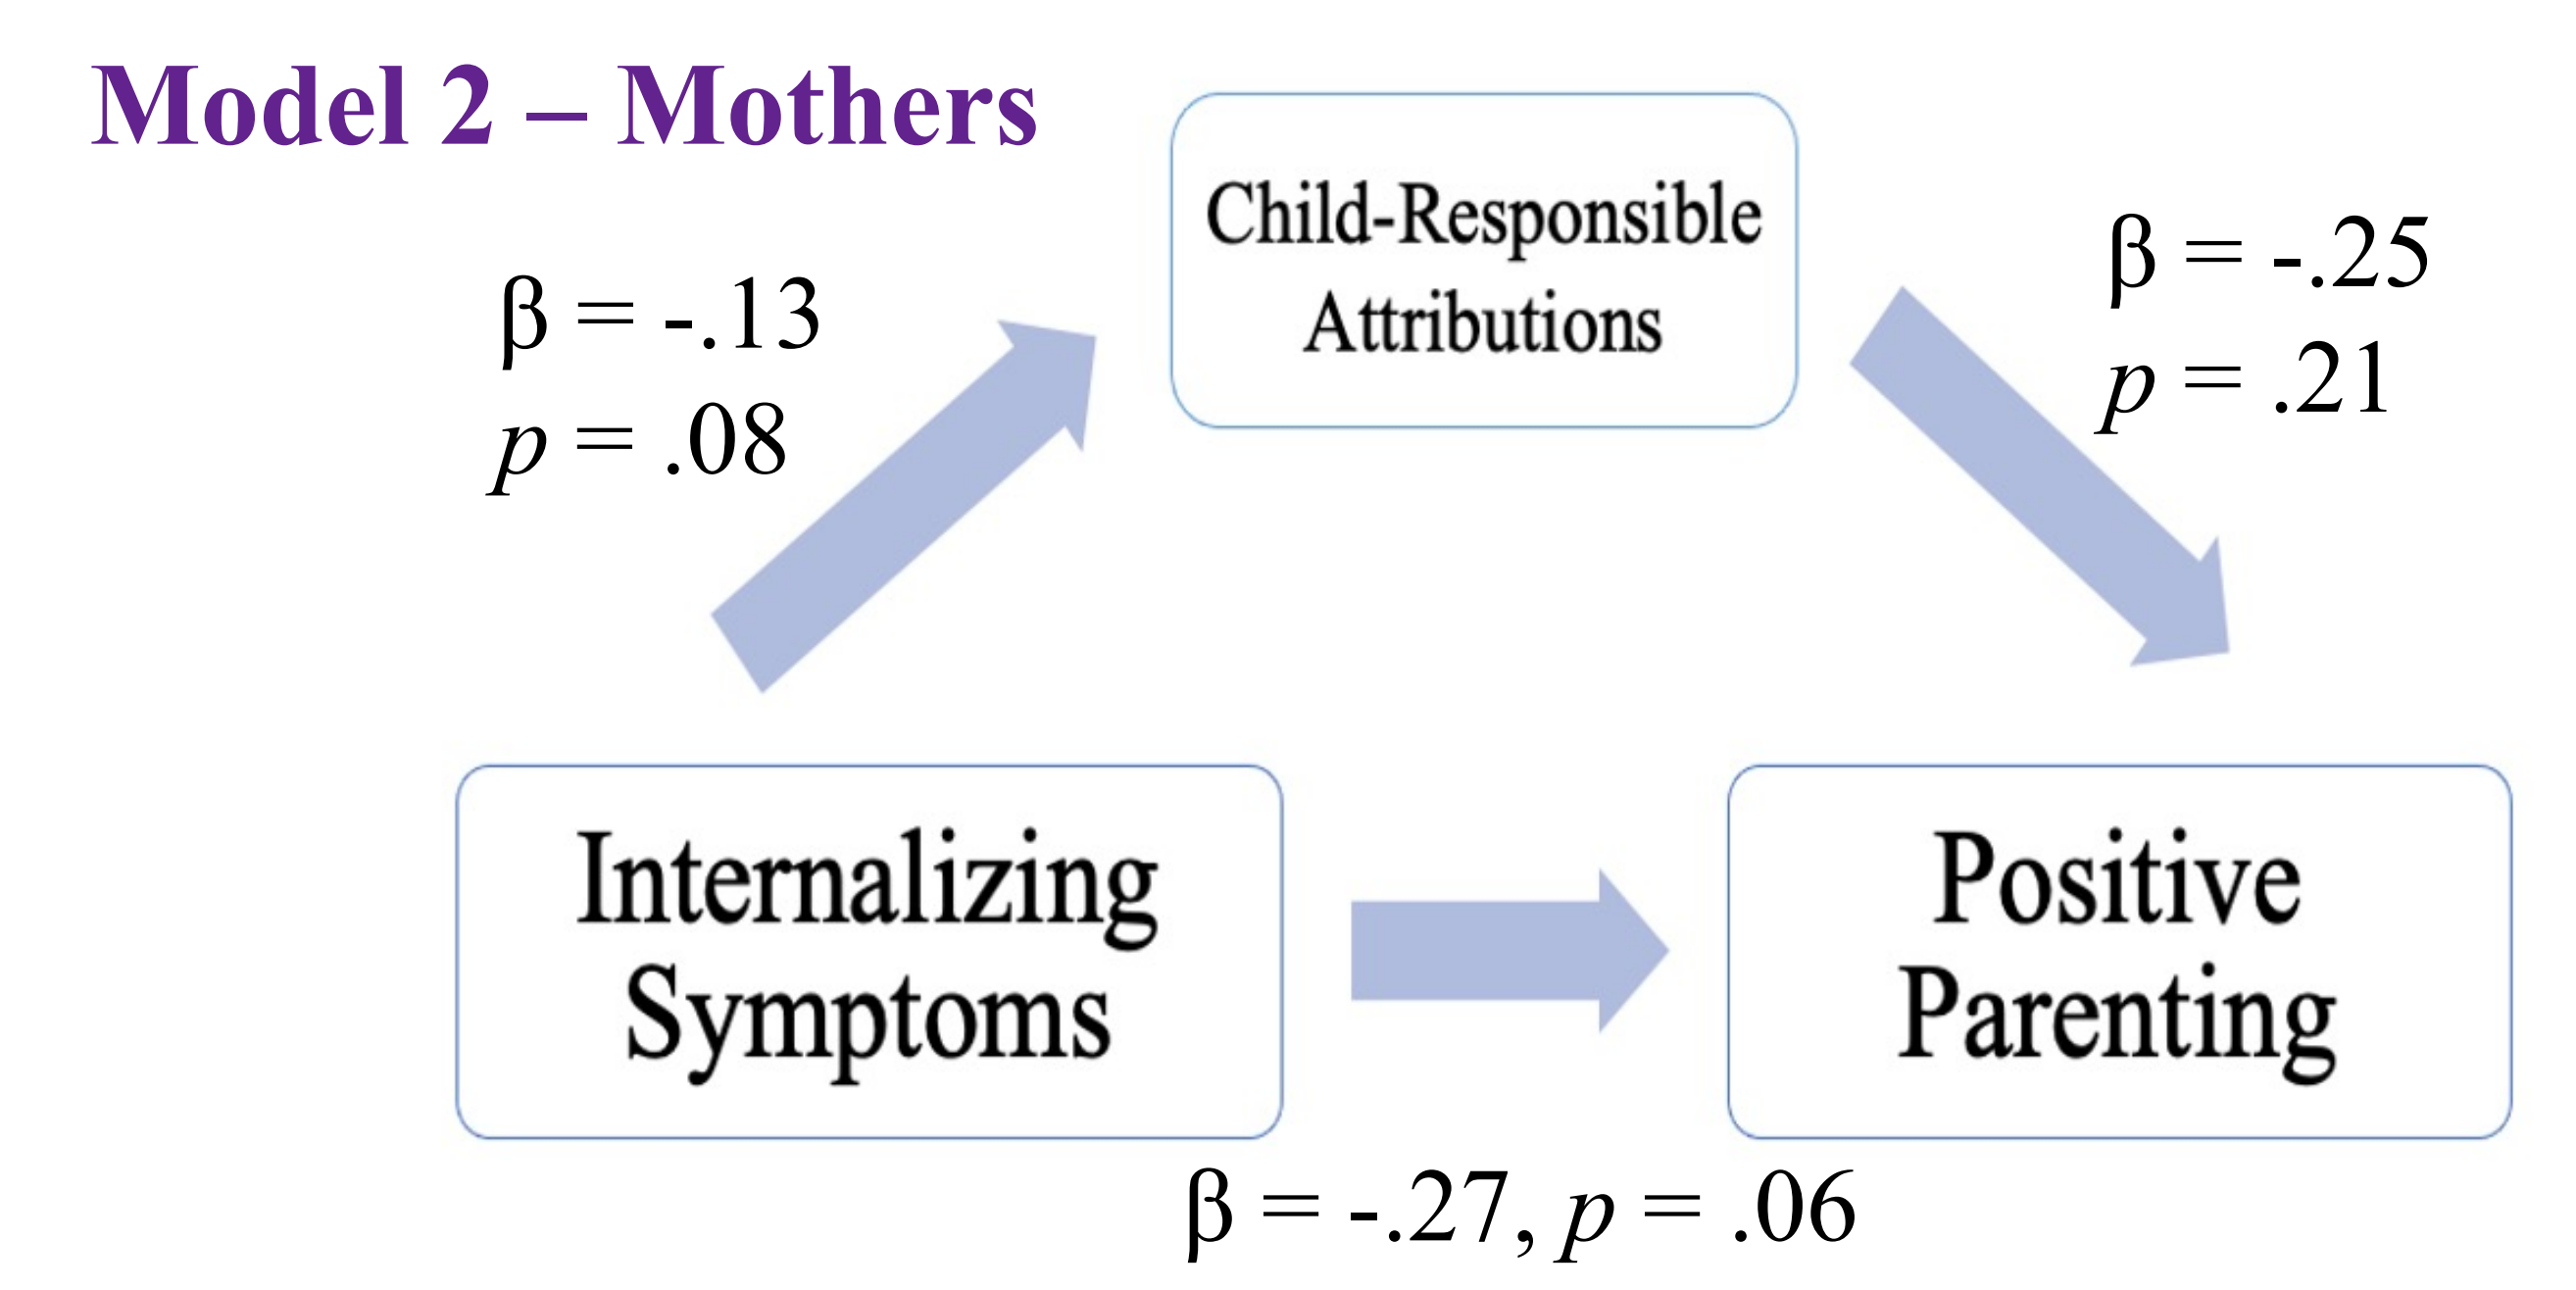 Model 2 – Mothers
β = -.13
p = .08
Child-Responsible
Attributions
β = -.25
p = .21
Internalizing
Symptoms
Positive
Parenting
β = -.27, p = .06